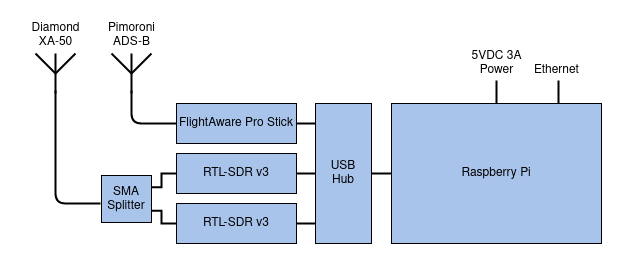 Diamond
XA-50
Pimoroni
ADS-B
5VDC 3A
Power
Ethernet
FlightAware Pro Stick
RTL-SDR v3
SMA
Splitter
RTL-SDR v3
USB
Hub
Raspberry Pi